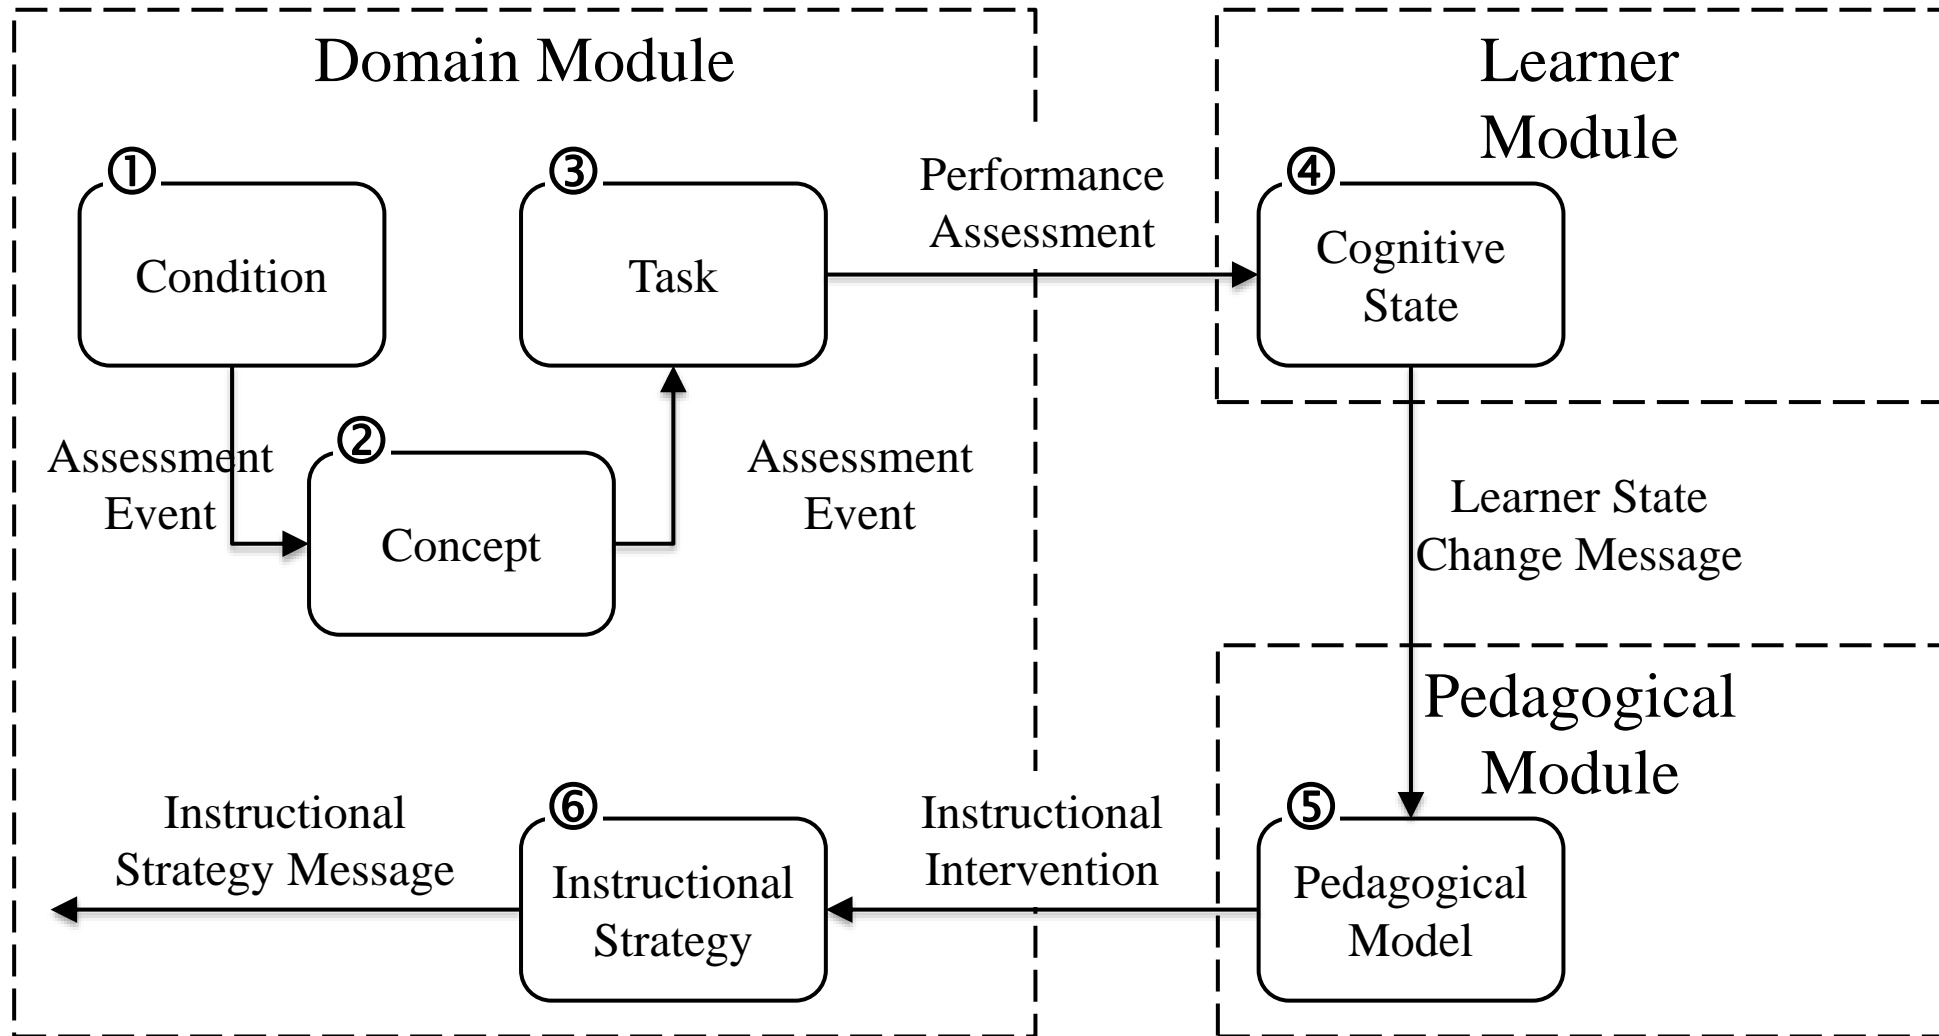 Domain Module
Learner
Module
①
③
④
Condition
Task
Performance
Assessment
Cognitive
State
Assessment
Event
②
Concept
Assessment
Event
Learner State
Change Message
Pedagogical
Module
Instructional
Strategy Message
⑥
Instructional
Strategy
Instructional
Intervention
⑤
Pedagogical
Model